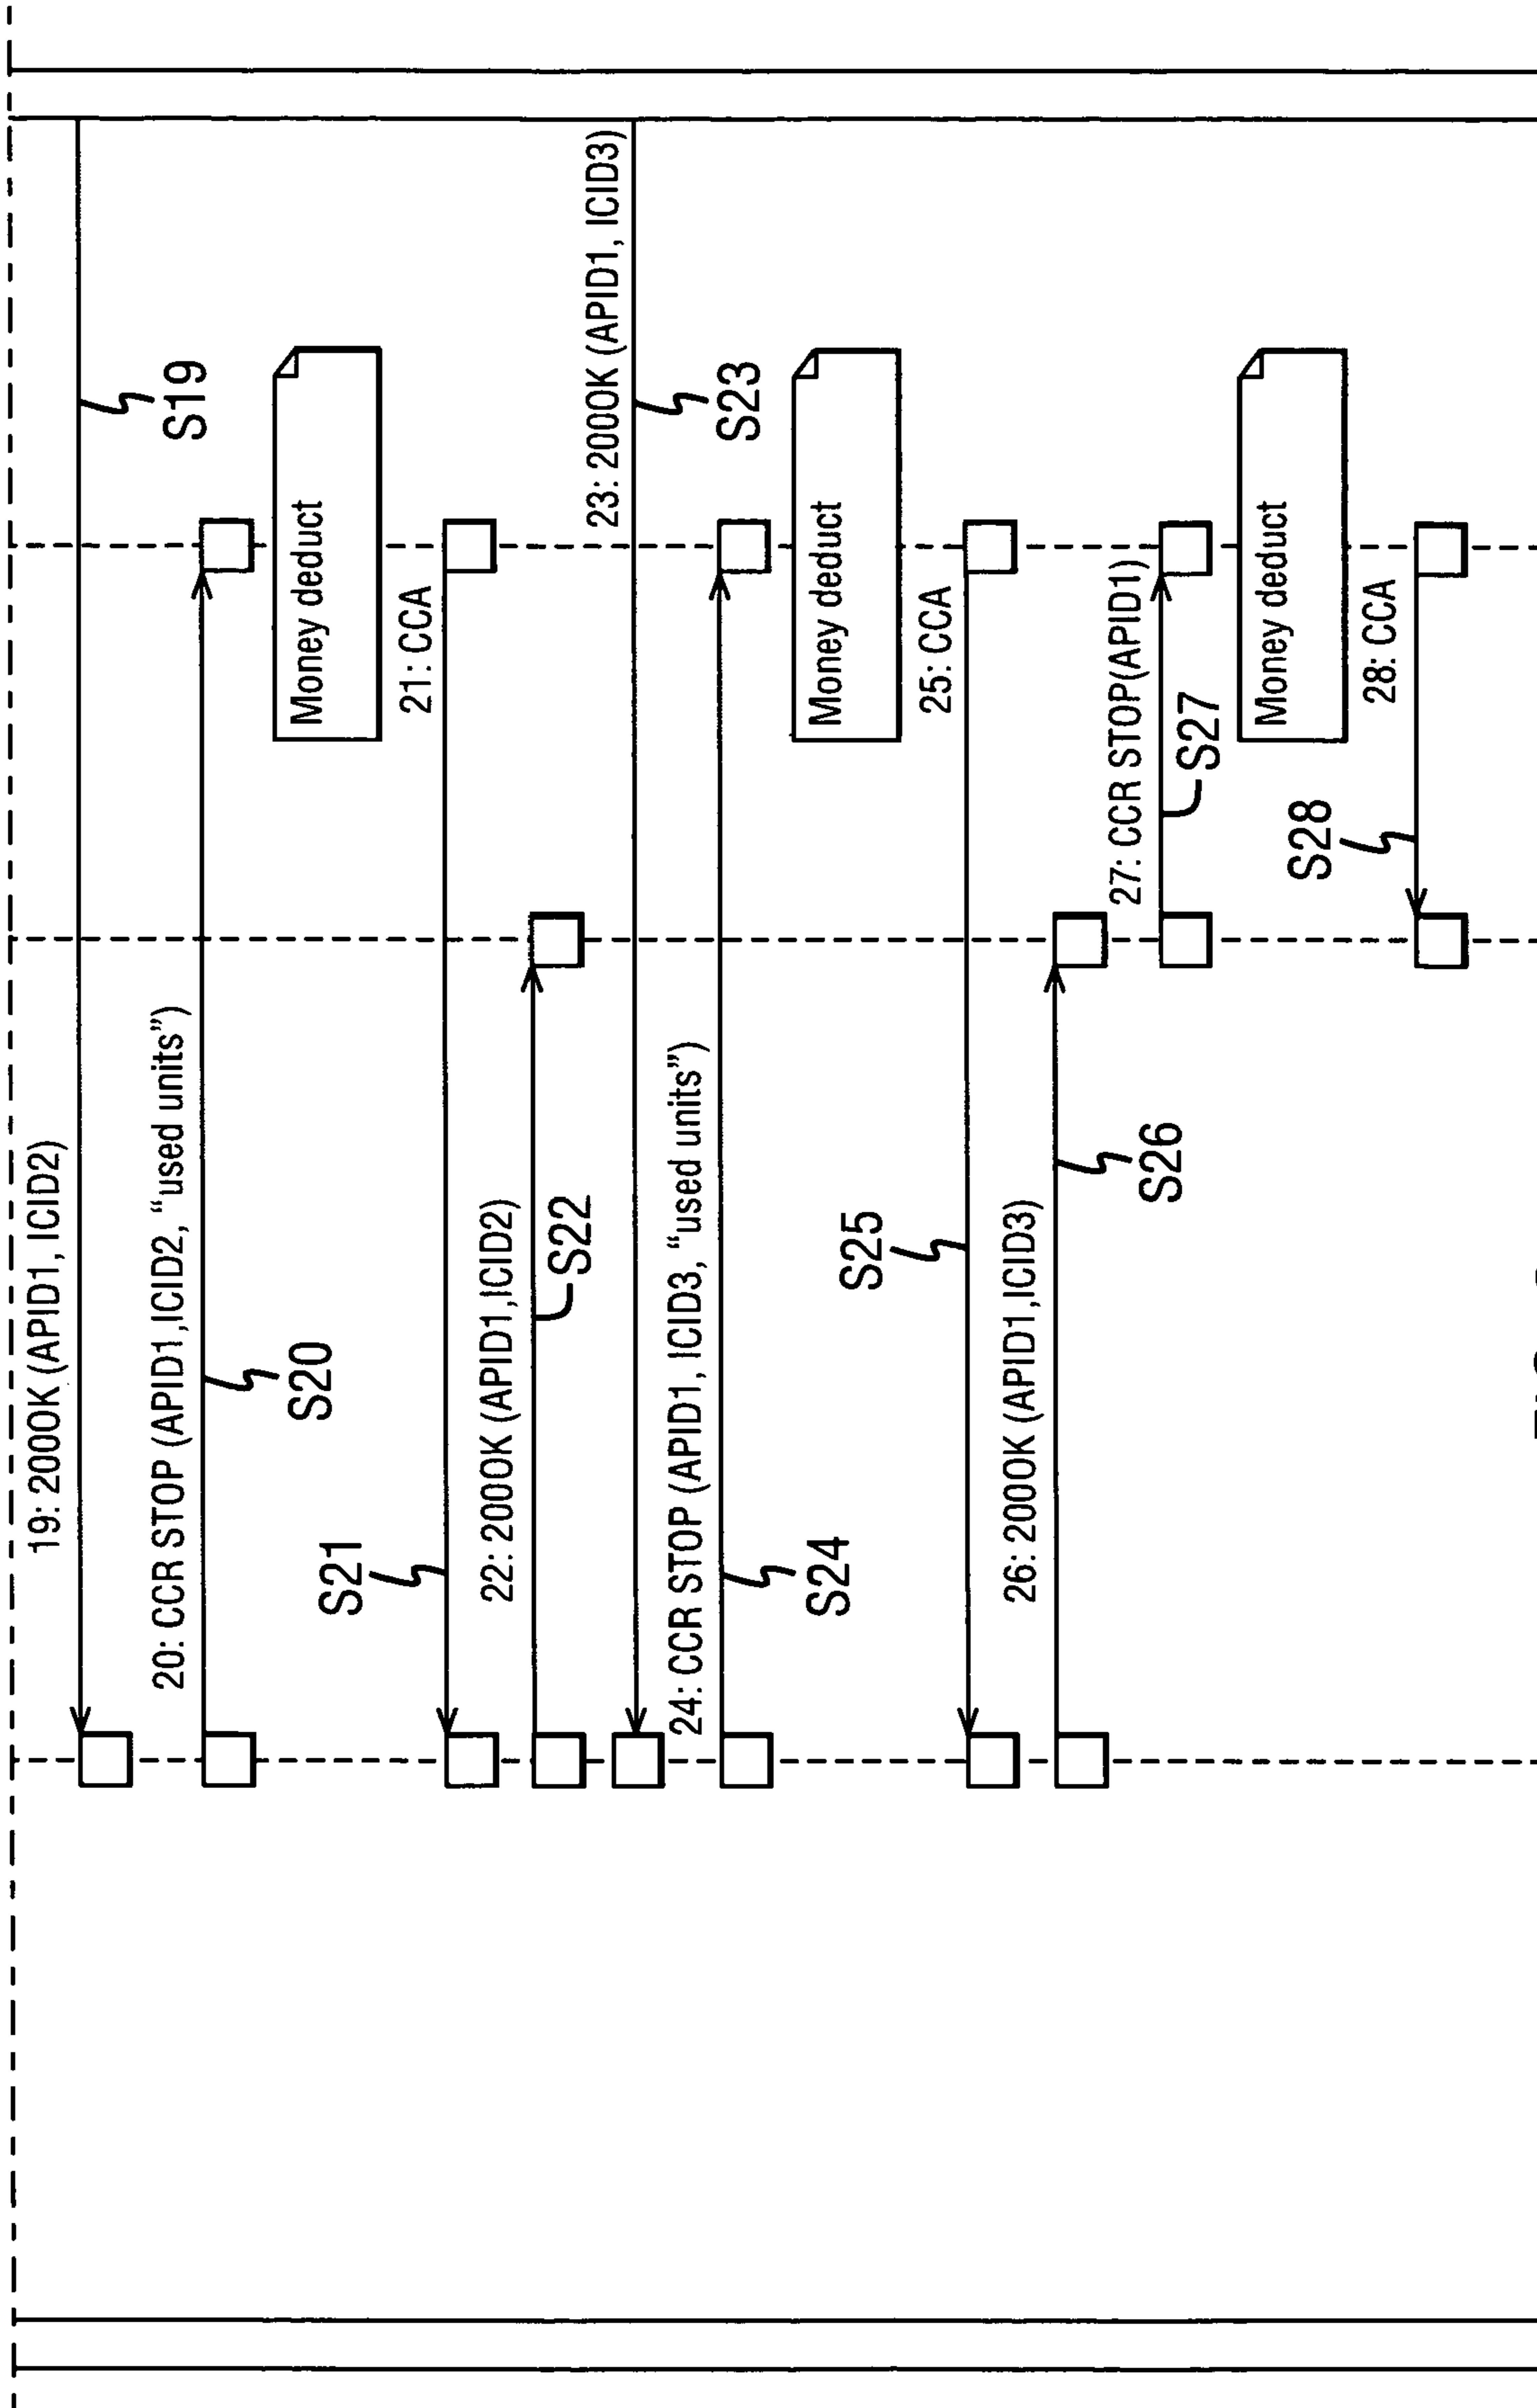 19: 200OK (APID1, ICID2)
S19
20: CCR STOP (APID1,ICID2, “used units”)
S20
Money deduct
21: CCA
S21
22: 200OK (APID1,ICID2)
S22
23: 200OK (APID1, ICID3)
S23
24: CCR STOP (APID1, ICID3, “used units”)
S24
Money deduct
25: CCA
S25
26: 200OK (APID1,ICID3)
S26
27: CCR STOP(APID1)
S27
Money deduct
28: CCA
S28